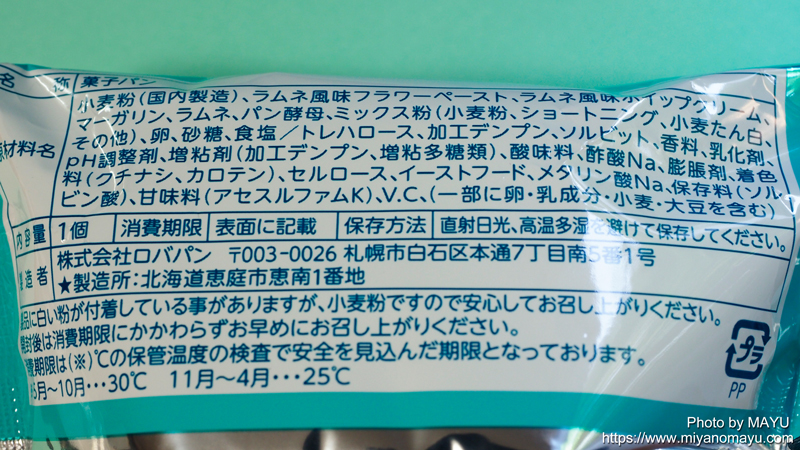 名 称 菓子パン
小麦粉(国内製造)、ラムネ風味フラワーペースト、ラムネ風味ホイップクリーム、
マーガリン、ラムネ、パン酵母、ミックス粉(小麦粉、ショートニング、小麦たん白、
その他)、卵、砂糖、食塩/トレハロース、加工デンプン、ソルビット、香料、乳化剤、
原材料名 pH調整剤、増粘剤(加工デンプン、増粘多糖類)、酸味料、酢酸Na、膨脹剤、着色
料(クチナシ、カロテン)、セルロース、イーストフード、メタリン酸Na、保存料(ソル
ビン酸)、甘味料(アセスルファムK)、V.C、(一部に卵・乳成分・小麦・大豆を含む)
内容量 1個 消費期限 表面に記載 保存方法 直射日光、高温多湿を避けて保存してください。
製造者 株式会社ロバパン 〒003-0026 札幌市白石区本通7丁目南5番1号
★製造所:北海道恵庭市恵南1番地
品に白い粉が付着している事がありますが、小麦粉ですので安心してお召し上がりください。
開封後は消費期限にかかわらずお早めにお召し上がりください。
消費期限は(※)℃の保管温度の検査で安全を見込んだ期限となっております。
5月〜10月・・・30℃ 11月〜4月・・・25℃
プラ
PP
Photo by MAYU
https://www.miyanomayu.com